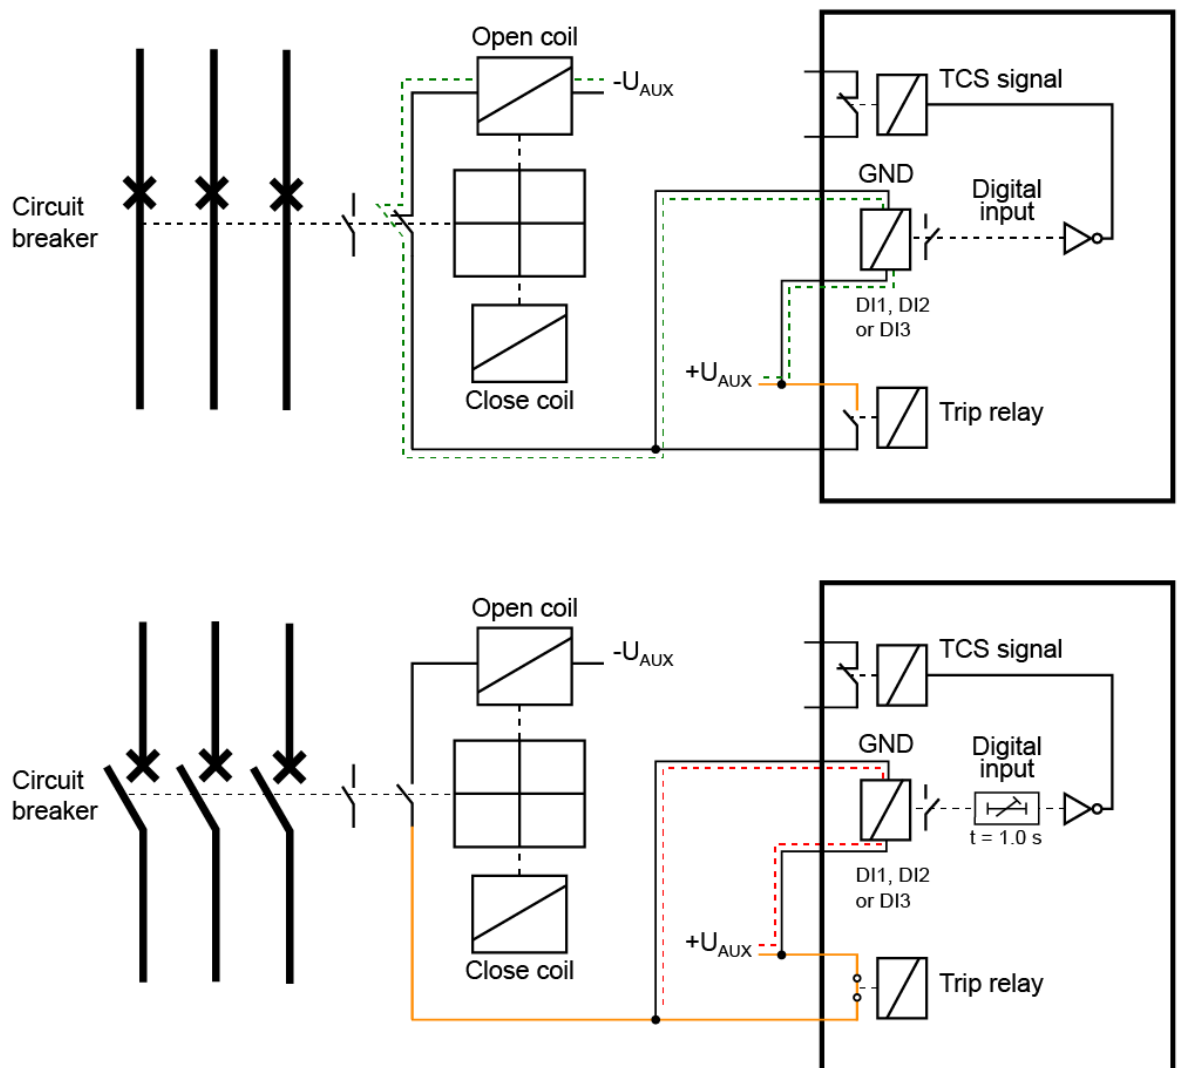 Open coil
-UAUX
TCS signal
GND
Digital
input
Circuit
breaker
DI1, DI2
or DI3
+UAUX
Close coil
Trip relay
Open coil
-UAUX
TCS signal
GND
Digital
input
Circuit
breaker
t = 1.0 s
DI1, DI2
or DI3
+UAUX
Close coil
Trip relay